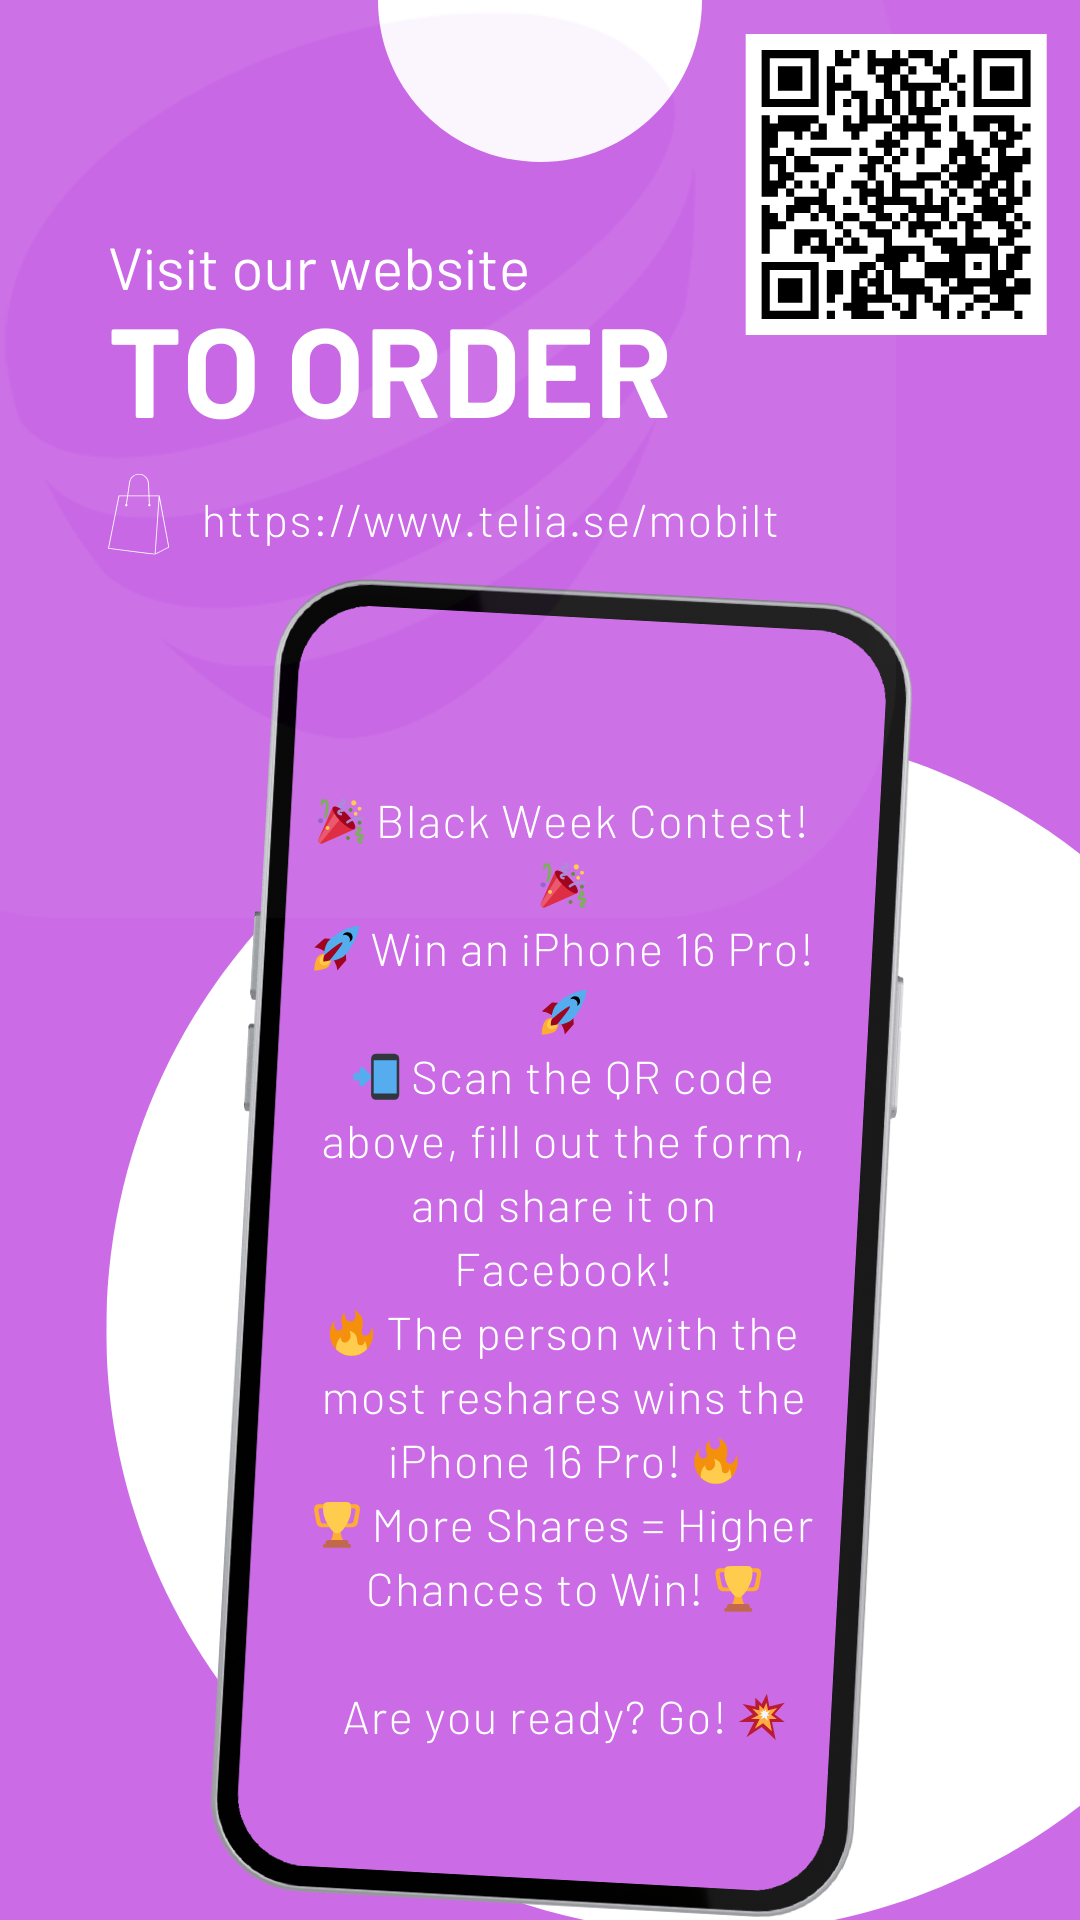 Visit our website
TO ORDER
https://www.telia.se/mobilt
🎉 Black Week Contest!
🎉
🚀 Win an iPhone 16 Pro!
🚀
📲 Scan the QR code
above, fill out the form,
and share it on
Facebook!
🔥 The person with the
most reshares wins the
iPhone 16 Pro! 🔥
🏆 More Shares = Higher
Chances to Win! 🏆
Are you ready? Go! 💥